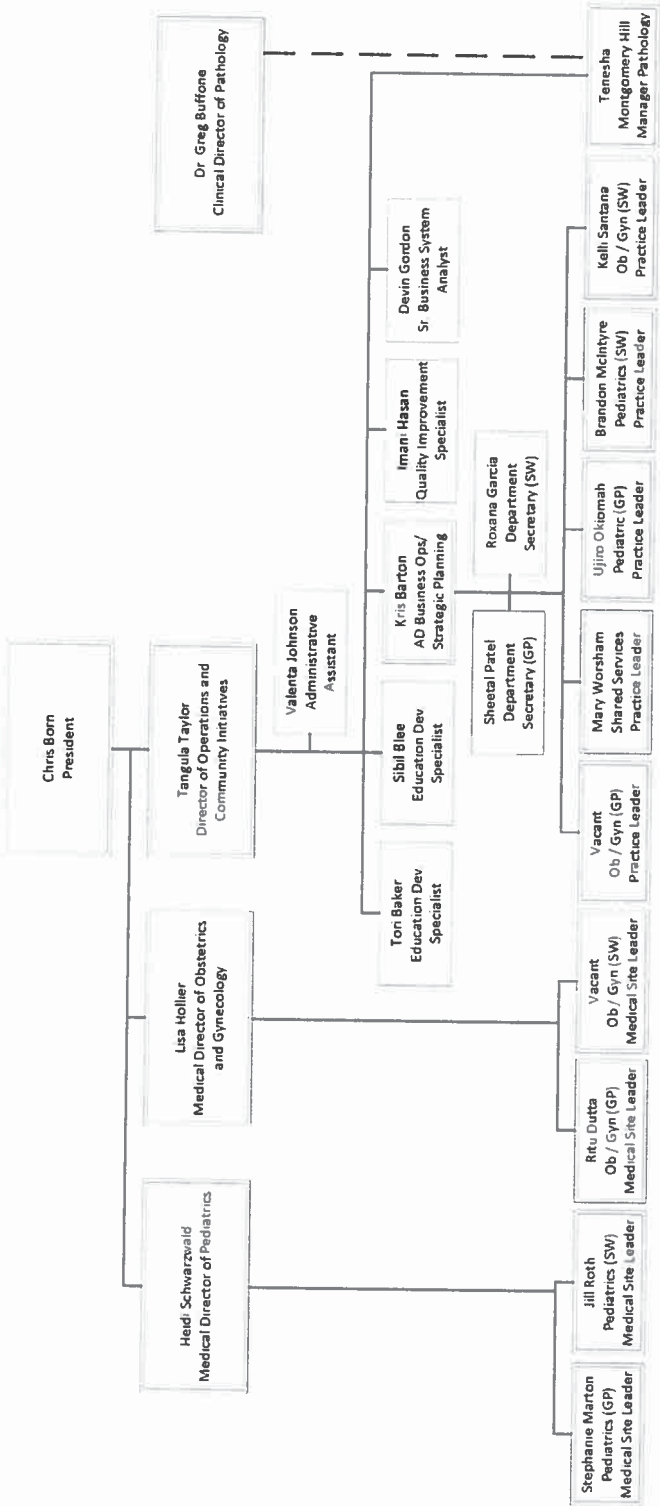 Chris Born
President
Heidi Schwarzwald
Medical Director of Pediatrics
Lisa Hollier
Medical Director of Obstetrics
and Gynecology
Tangula Taylor
Director of Operations and
Community Initiatives
Dr Greg Buffone
Clinical Director of Pathology
Valenta Johnson
Administrative
Assistant
Tori Baker
Education Dev
Specialist
Sibil Blee
Education Dev
Specialist
Kris Barton
AD Business Ops/
Strategic Planning
Imani Hasan
Quality Improvement
Specialist
Devin Gordon
Sr. Business System
Analyst
Sheetal Patel
Department
Secretary (GP)
Roxana Garcia
Department
Secretary (SW)
Stephanie Marton
Pediatrics (GP)
Medical Site Leader
Jill Roth
Pediatrics (SW)
Medical Site Leader
Ritu Dutta
Ob / Gyn (GP)
Medical Site Leader
Vacant
Ob / Gyn (SW)
Medical Site Leader
Vacant
Ob / Gyn (GP)
Practice Leader
Mary Worsham
Shared Services
Practice Leader
Ujiro Okiomah
Pediatric (GP)
Practice Leader
Brandon McIntyre
Pediatrics (SW)
Practice Leader
Kelli Santana
Ob / Gyn (SW)
Practice Leader
Tenesha
Montgomery Hill
Manager Pathology